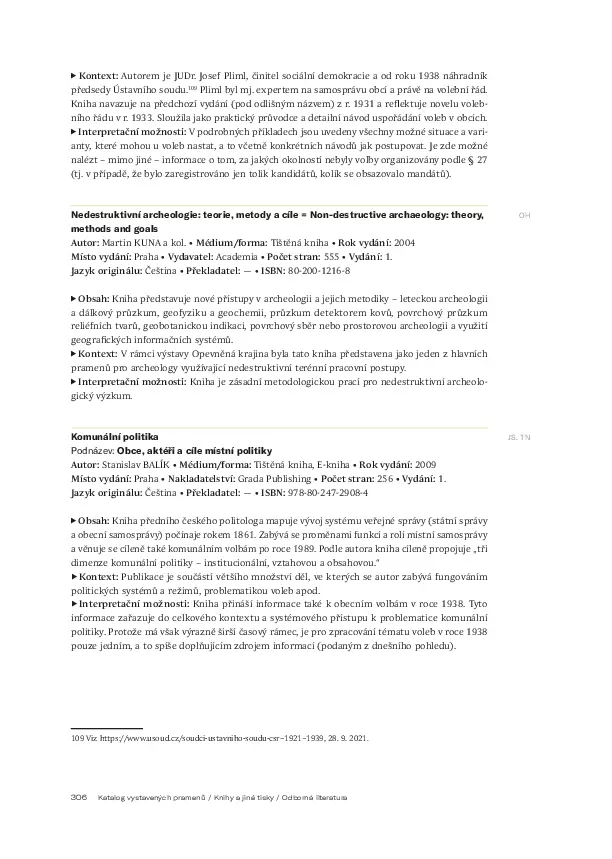 ▶ Kontext: Autorem je JUDr. Josef Pliml, činitel sociální demokracie a od roku 1938 náhradník
předsedy Ústavního soudu.109 Pliml byl mj. expertem na samosprávu obcí a právě na volební řád.
Kniha navazuje na předchozí vydání (pod odlišným názvem) z r. 1931 a reflektuje novelu voleb-
ního řádu v r. 1933. Sloužila jako praktický průvodce a detailní návod uspořádání voleb v obcích.
▶ Interpretační možnosti: V podrobných příkladech jsou uvedeny všechny možné situace a vari-
anty, které mohou u voleb nastat, a to včetně konkrétních návodů jak postupovat. Je zde možné
nalézt – mimo jiné – informace o tom, za jakých okolností nebyly volby organizovány podle § 27
(tj. v případě, že bylo zaregistrováno jen tolik kandidátů, kolik se obsazovalo mandátů).
Nedestruktivní archeologie: teorie, metody a cíle = Non-destructive archaeology: theory,
methods and goals
OH
Autor: Martin KUNA a kol. • Médium/forma: Tištěná kniha • Rok vydání: 2004
Místo vydání: Praha • Vydavatel: Academia • Počet stran: 555 • Vydání: 1.
Jazyk originálu: Čeština • Překladatel: — • ISBN: 80-200-1216-8
▶ Obsah: Kniha představuje nové přístupy v archeologii a jejich metodiky – leteckou archeologii
a dálkový průzkum, geofyziku a geochemii, průzkum detektorem kovů, povrchový průzkum
reliéfních tvarů, geobotanickou indikaci, povrchový sběr nebo prostorovou archeologii a využití
geografických informačních systémů.
▶ Kontext: V rámci výstavy Opevněná krajina byla tato kniha představena jako jeden z hlavních
pramenů pro archeology využívající nedestruktivní terénní pracovní postupy.
▶ Interpretační možnosti: Kniha je zásadní metodologickou prací pro nedestruktivní archeolo-
gický výzkum.
Komunální politika
JS, TN
Podnázev: Obce, aktéři a cíle místní politiky
Autor: Stanislav BALÍK • Médium/forma: Tištěná kniha, E-kniha • Rok vydání: 2009
Místo vydání: Praha • Nakladatelství: Grada Publishing • Počet stran: 256 • Vydání: 1.
Jazyk originálu: Čeština • Překladatel: — • ISBN: 978-80-247-2908-4
▶ Obsah: Kniha předního českého politologa mapuje vývoj systému veřejné správy (státní správy
a obecní samosprávy) počínaje rokem 1861. Zabývá se proměnami funkcí a rolí místní samosprávy
a věnuje se cíleně také komunálním volbám po roce 1989. Podle autora kniha cíleně propojuje „tři
dimenze komunální politiky – institucionální, vztahovou a obsahovou.“
▶ Kontext: Publikace je součástí většího množství děl, ve kterých se autor zabývá fungováním
politických systémů a režimů, problematikou voleb apod.
▶ Interpretační možnosti: Kniha přináší informace také k obecním volbám v roce 1938. Tyto
informace zařazuje do celkového kontextu a systémového přístupu k problematice komunální
politiky. Protože má však výrazně širší časový rámec, je pro zpracování tématu voleb v roce 1938
pouze jedním, a to spíše doplňujícím zdrojem informací (podaným z dnešního pohledu).
109 Viz https://www.usoud.cz/soudci-ustavniho-soudu-csr–1921–1939, 28. 9. 2021.
306 Katalog vystavených pramenů / Knihy a jiné tisky / Odborná literatura